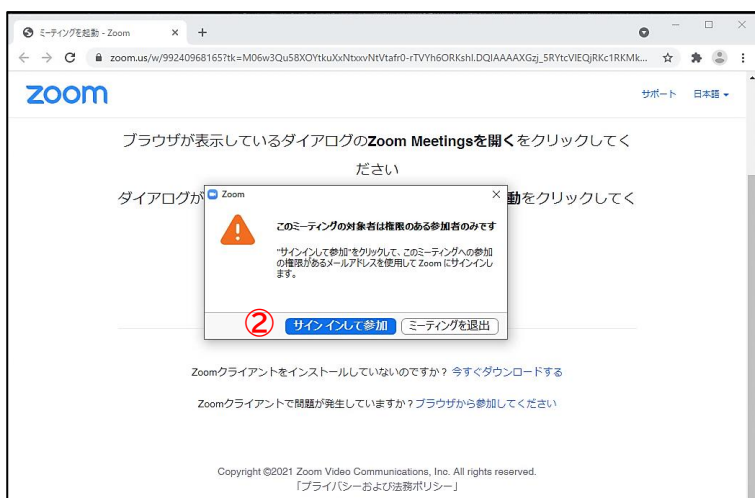 ミーティングを起動 - Zoom
zoom.us/w/99240968165?tk=M06w3Qu58XOYtkuXxNtxxvNtVtafr0-rTVYh6ORKshI.DQIAAAAXGzj_5RYtcVlEQjRKc1RKMk...
zoom
サポート 日本語
ブラウザが表示しているダイアログのZoom Meetingsを開くをクリックしてく
ださい
ダイアログが
動をクリックしてく
Zoom
このミーティングの対象者は権限のある参加者のみです
"サインインして参加"をクリックして、このミーティングへの参加
の権限があるメールアドレスを使用して Zoom にサインインし
ます。
② サインインして参加 ミーティングを退出
Zoomクライアントをインストールしていないのですか？ 今すぐダウンロードする
Zoomクライアントで問題が発生していますか？ブラウザから参加してください
Copyright ©2021 Zoom Video Communications, Inc. All rights reserved.
「プライバシーおよび法務ポリシー」